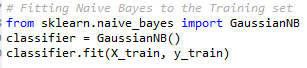 # Fitting Naive Bayes to the Training set
from sklearn.naive_bayes import GaussianNB
classifier = GaussianNB()
classifier.fit(X_train, y_train)